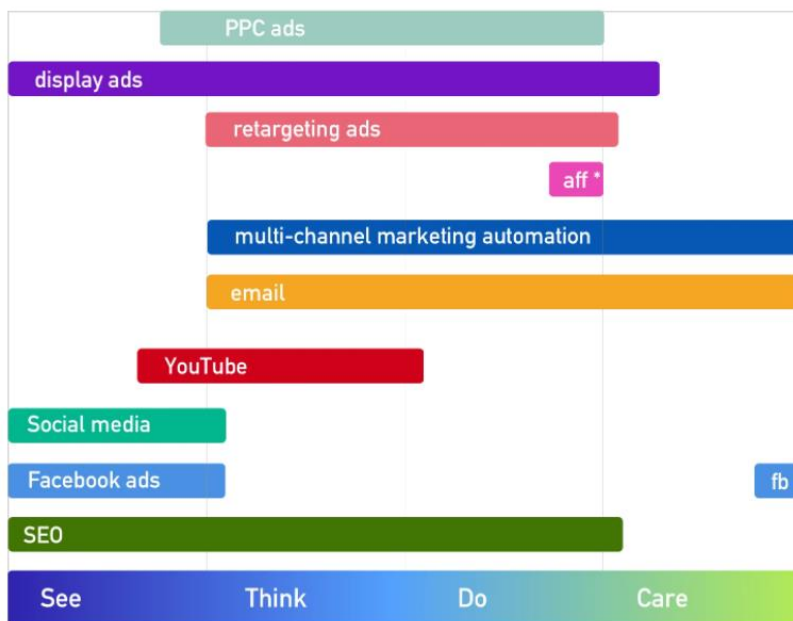 PPC ads
display ads
retargeting ads
aff *
multi-channel marketing automation
email
YouTube
Social media
Facebook ads fb
SEO
See Think Do Care